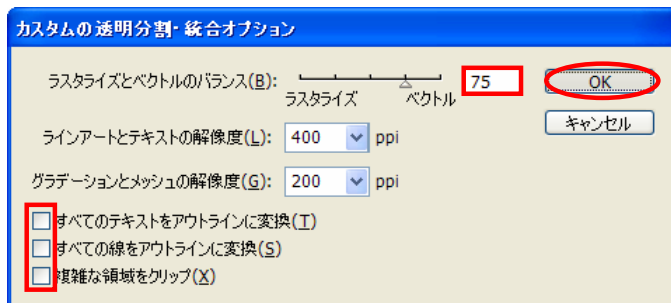 カスタムの透明分割・統合オプション
ラスタライズとベクトルのバランス(B): 75 OK
ラスタライズ ベクトル
キャンセル
ラインアートとテキストの解像度(L): 400 ppi
グラデーションとメッシュの解像度(G): 200 ppi
すべてのテキストをアウトラインに変換(T)
すべての線をアウトラインに変換(S)
複雑な領域をクリップ(X)